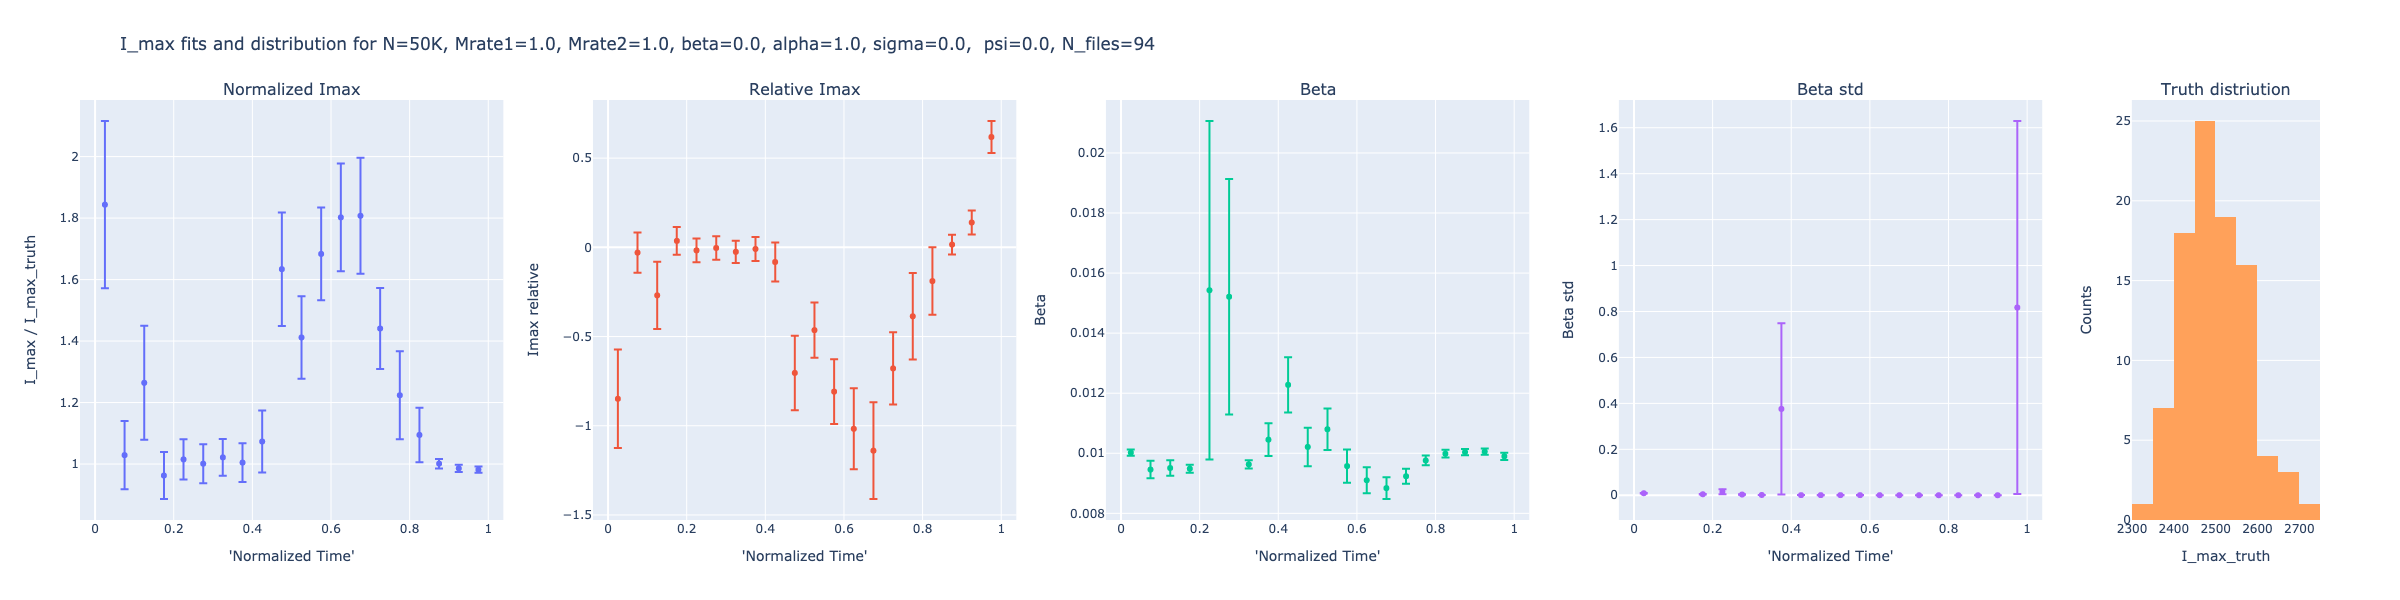 I_max fits and distribution for N=50K, Mrate1=1.0, Mrate2=1.0, beta=0.0, alpha=1.0, sigma=0.0,  psi=0.0, N_files=94
Normalized Imax
I_max / I_max_truth
2
1.8
1.6
1.4
1.2
1
0 0.2 0.4 0.6 0.8 1
'Normalized Time'
Relative Imax
Imax relative
0.5
0
−0.5
−1
−1.5
0 0.2 0.4 0.6 0.8 1
'Normalized Time'
Beta
Beta
0.02
0.018
0.016
0.014
0.012
0.01
0.008
0 0.2 0.4 0.6 0.8 1
'Normalized Time'
Beta std
Beta std
1.6
1.4
1.2
1
0.8
0.6
0.4
0.2
0
0 0.2 0.4 0.6 0.8 1
'Normalized Time'
Truth distriution
Counts
25
20
15
10
5
0
2300 2400 2500 2600 2700
I_max_truth